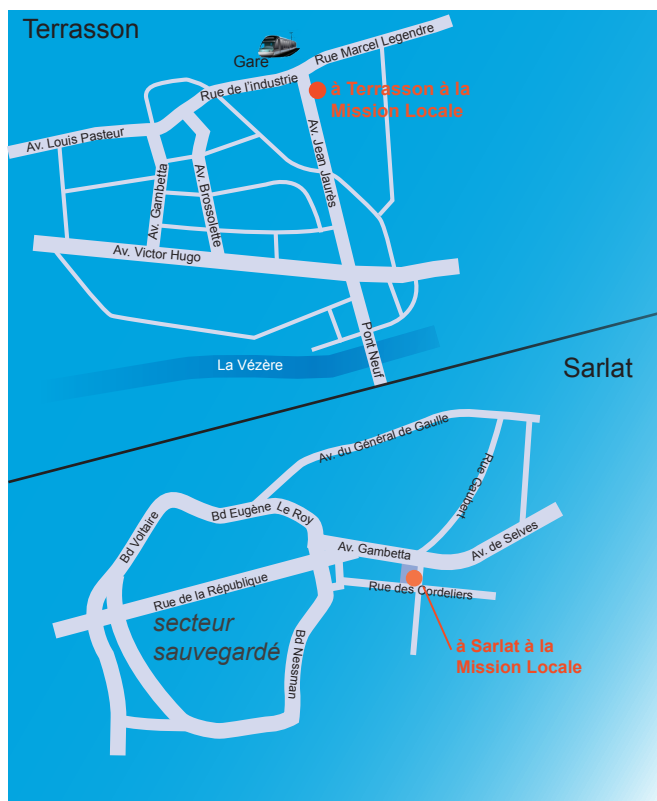 Terrasson
Gare
Rue Marcel Legendre
Rue de l'industrie
à Terrasson à la
Mission Locale
Av. Louis Pasteur
Av. Jean Jaurès
Av. Gambetta
Av. Brossolette
Av. Victor Hugo
Pont Neuf
La Vézère
Sarlat
Av. du Général de Gaulle
Rue Gaubert
Bd Eugène Le Roy
Bd Voltaire
Av. de Selves
Av. Gambetta
Rue de la République
Rue des Cordeliers
secteur
sauvegardé
Bd Nessman
à Sarlat à la
Mission Locale